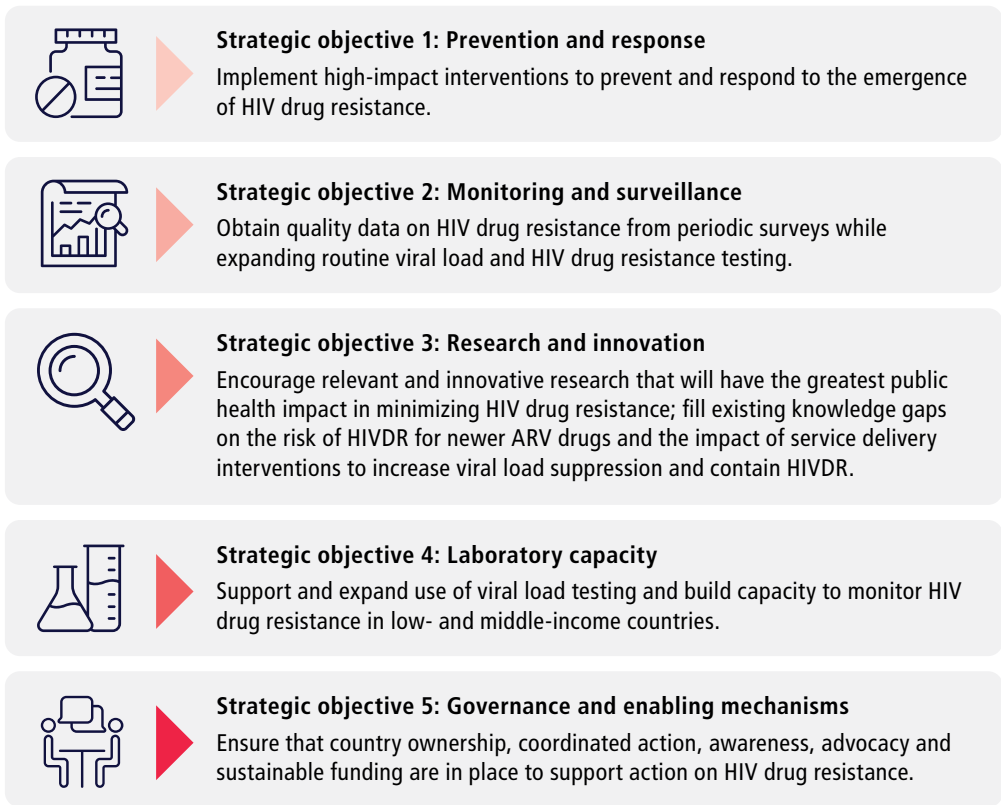 Strategic objective 1: Prevention and response
Implement high-impact interventions to prevent and respond to the emergence
of HIV drug resistance.
Strategic objective 2: Monitoring and surveillance
Obtain quality data on HIV drug resistance from periodic surveys while
expanding routine viral load and HIV drug resistance testing.
Strategic objective 3: Research and innovation
Encourage relevant and innovative research that will have the greatest public
health impact in minimizing HIV drug resistance; fill existing knowledge gaps
on the risk of HIVDR for newer ARV drugs and the impact of service delivery
interventions to increase viral load suppression and contain HIVDR.
Strategic objective 4: Laboratory capacity
Support and expand use of viral load testing and build capacity to monitor HIV
drug resistance in low- and middle-income countries.
Strategic objective 5: Governance and enabling mechanisms
Ensure that country ownership, coordinated action, awareness, advocacy and
sustainable funding are in place to support action on HIV drug resistance.